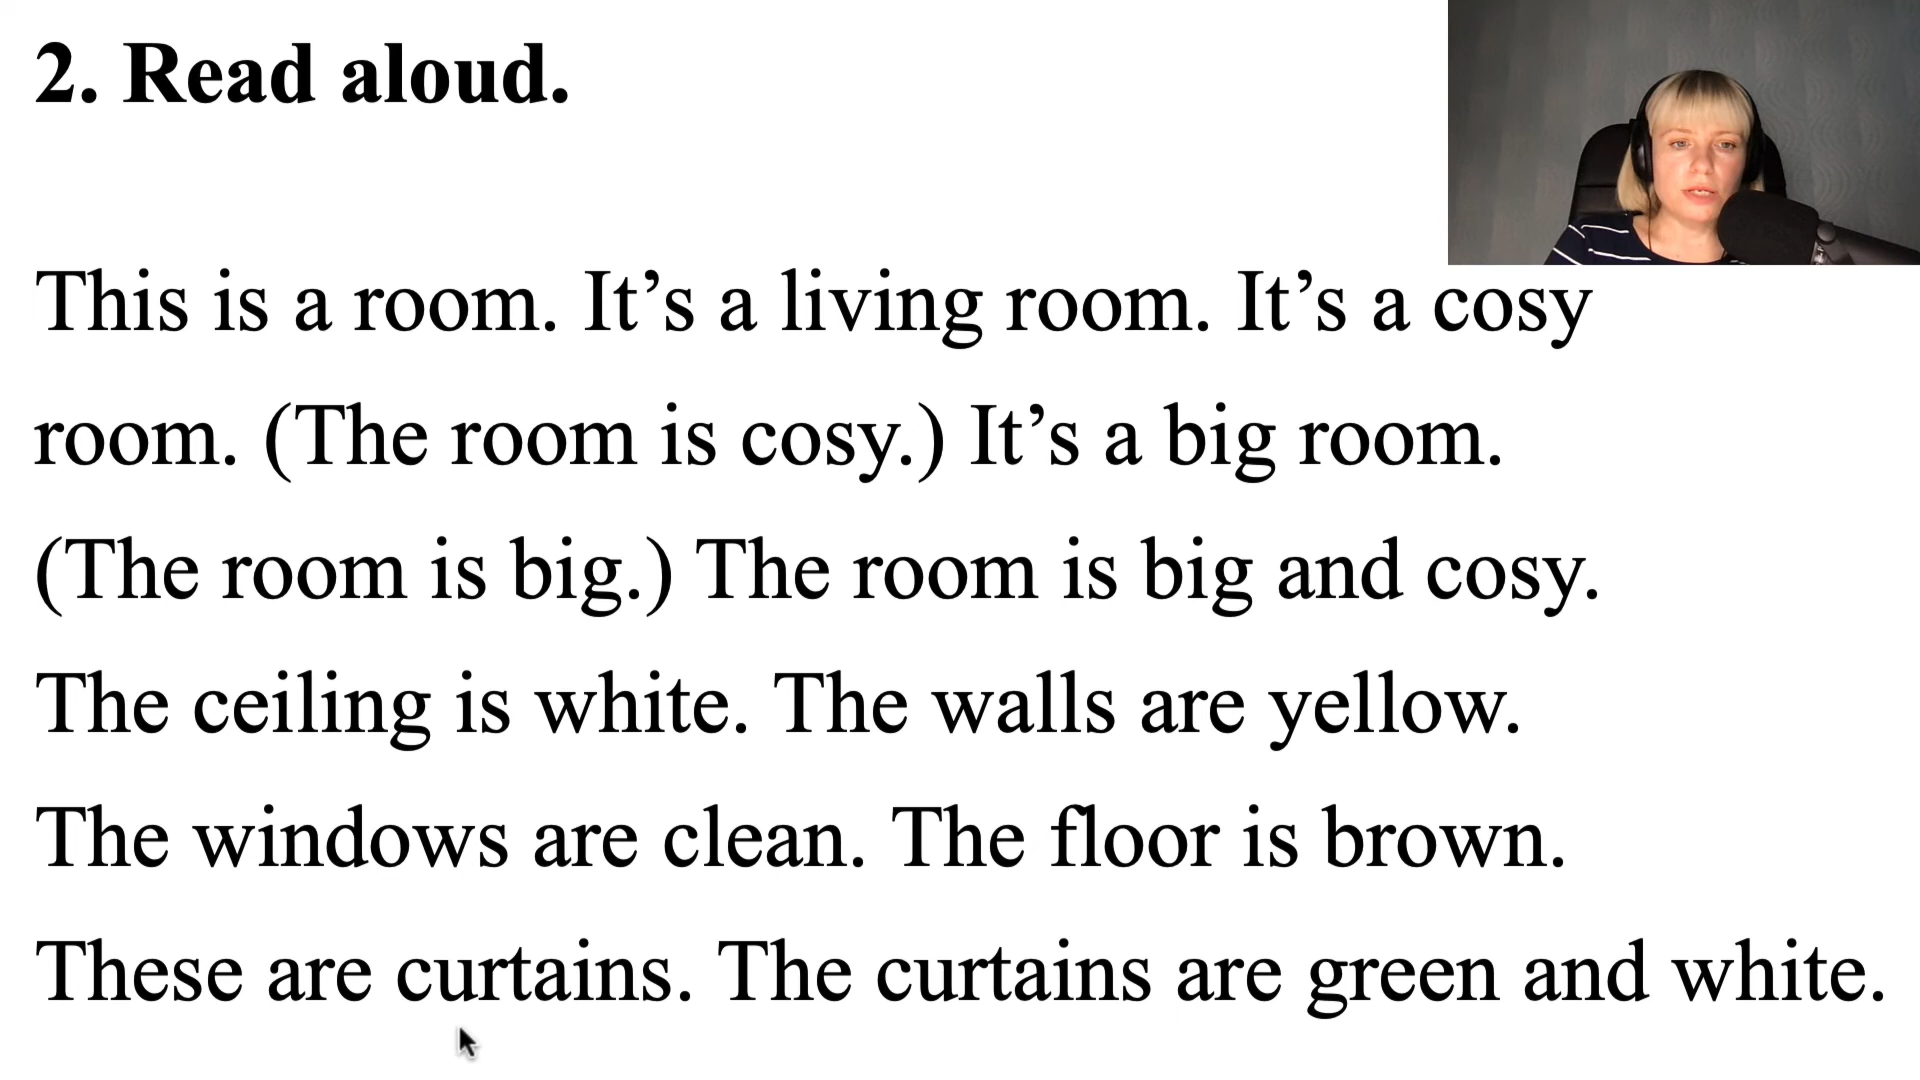 2. Read aloud.
This is a room. It’s a living room. It’s a cosy
room. (The room is cosy.) It’s a big room.
(The room is big.) The room is big and cosy.
The ceiling is white. The walls are yellow.
The windows are clean. The floor is brown.
These are curtains. The curtains are green and white.